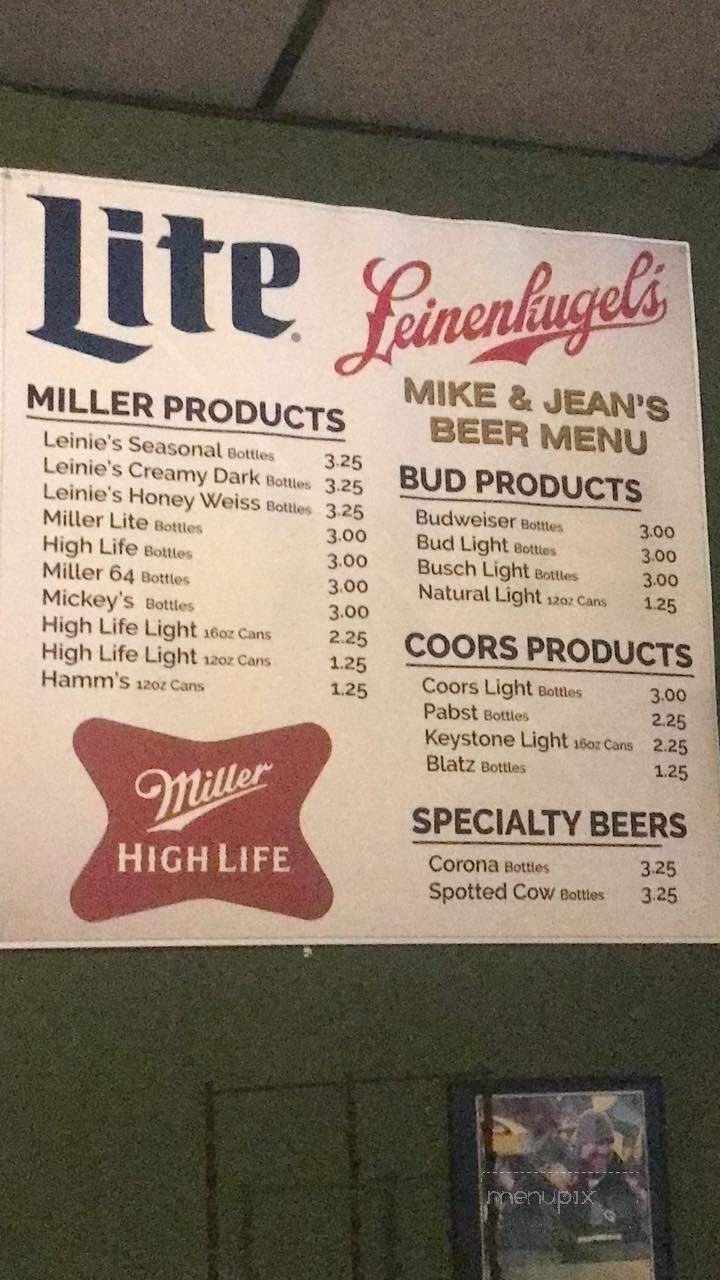 Lite
Leinenkugel's
MIKE & JEAN'S
BEER MENU
MILLER PRODUCTS
Leinie's Seasonal Bottles 3.25
Leinie's Creamy Dark Bottles 3.25
Leinie's Honey Weiss Bottles 3.25
Miller Lite Bottles 3.00
High Life Bottles 3.00
Miller 64 Bottles 3.00
Mickey's Bottles 3.00
High Life Light 16oz Cans 2.25
High Life Light 12oz Cans 1.25
Hamm's 12oz Cans 1.25
Miller
HIGH LIFE
BUD PRODUCTS
Budweiser Bottles 3.00
Bud Light Bottles 3.00
Busch Light Bottles 3.00
Natural Light 12oz Cans 1.25
COORS PRODUCTS
Coors Light Bottles 3.00
Pabst Bottles 2.25
Keystone Light 16oz Cans 2.25
Blatz Bottles 1.25
SPECIALTY BEERS
Corona Bottles 3.25
Spotted Cow Bottles 3.25
menupix